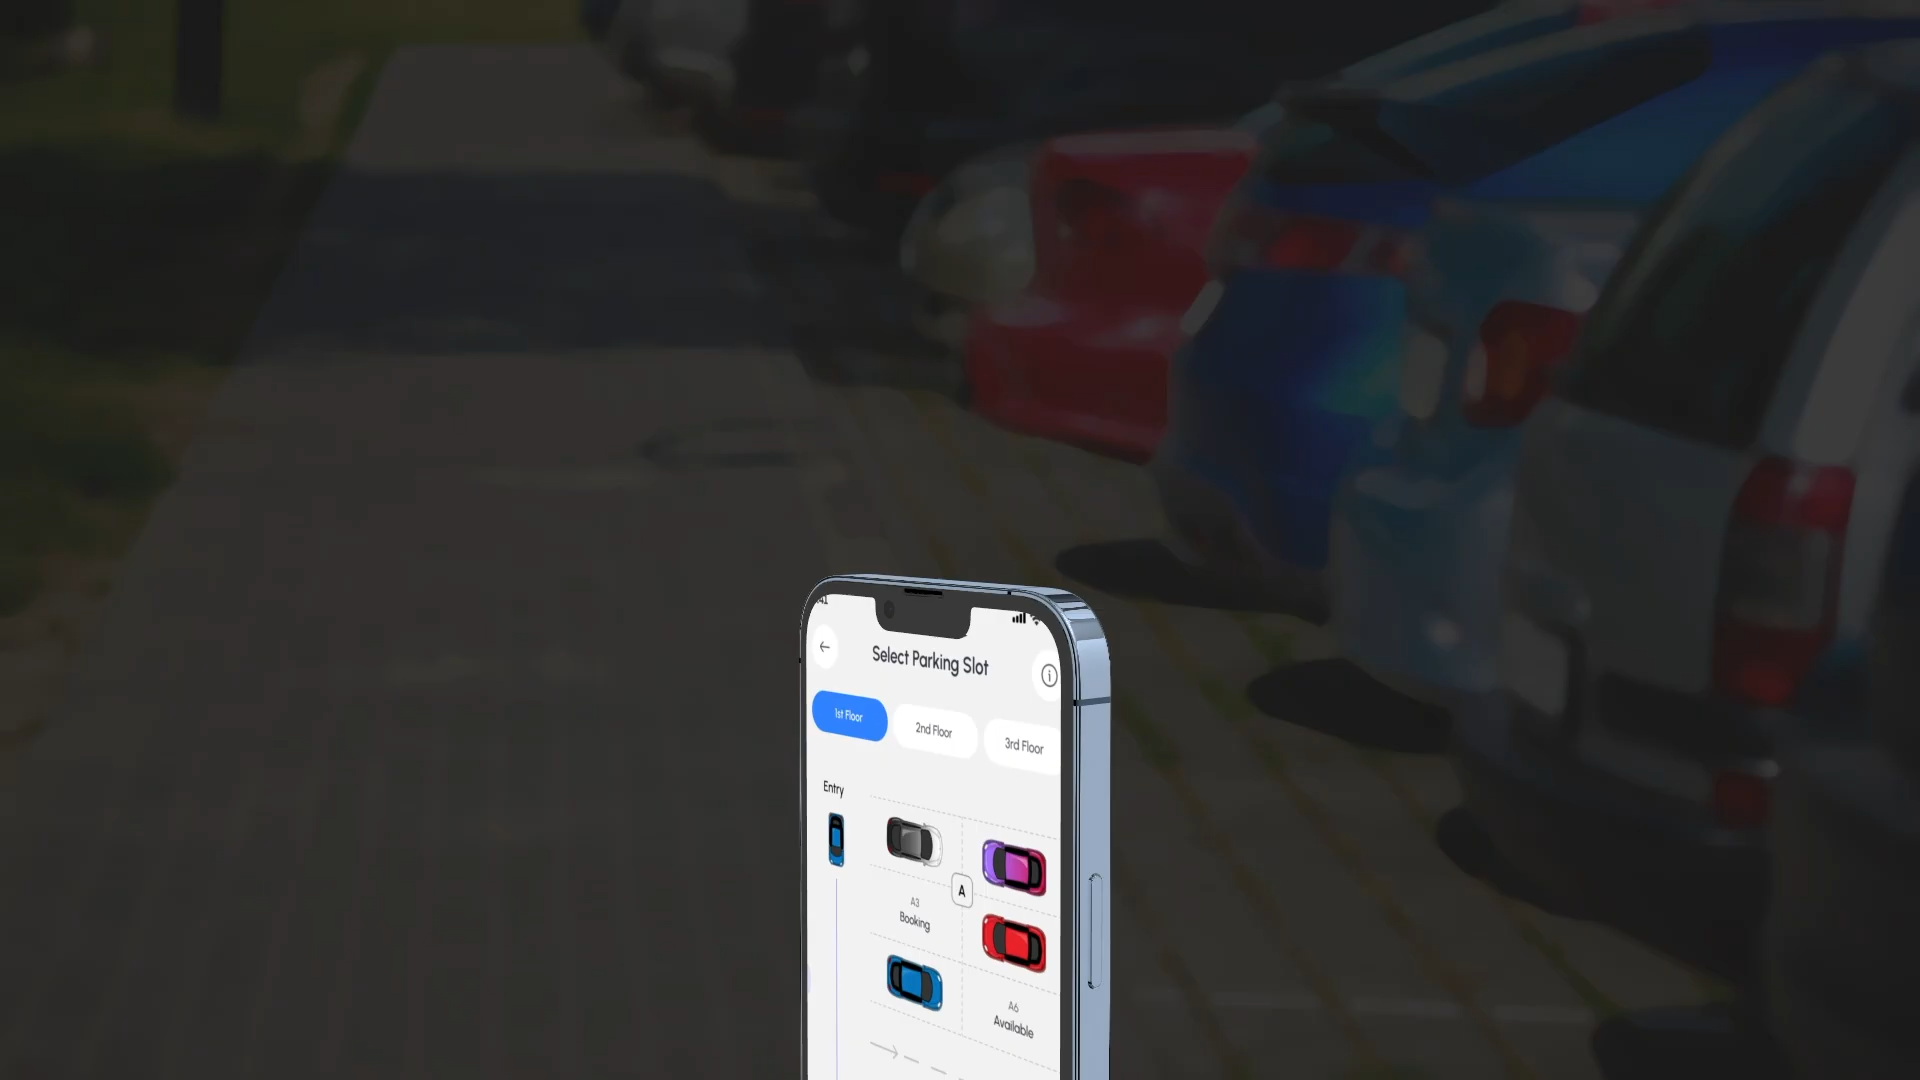 Select Parking Slot
1st Floor
2nd Floor
3rd Floor
Entry
A
A3
Booking
A6
Available